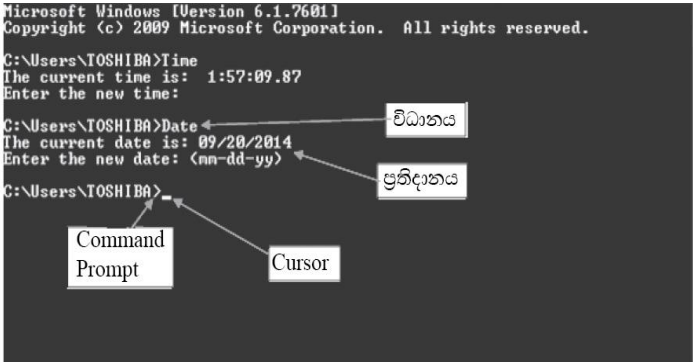 Microsoft Windows [Version 6.1.7601]
Copyright (c) 2009 Microsoft Corporation.  All rights reserved.
C:\Users\TOSHIBA>Time
The current time is:  1:57:09.87
Enter the new time:
C:\Users\TOSHIBA>Date
විධානය
The current date is: 09/20/2014
Enter the new date: (mm-dd-yy)
ප්‍රතිදානය
C:\Users\TOSHIBA>_
Command
Prompt
Cursor